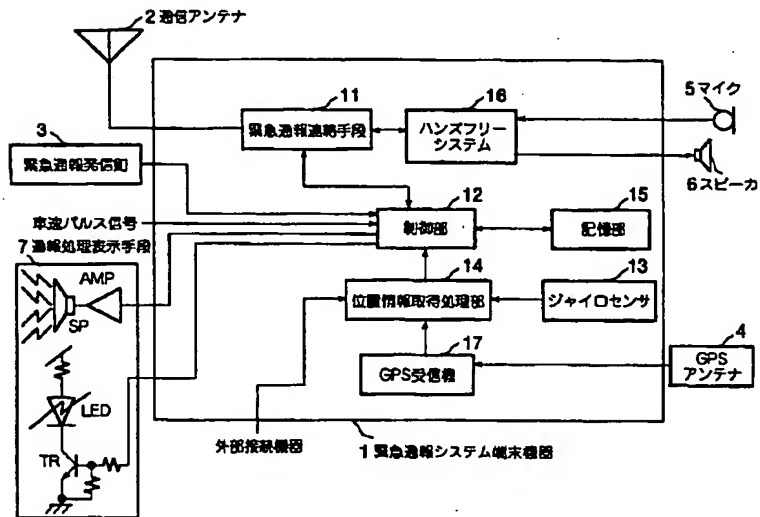 2 通信アンテナ
11
緊急通報連絡手段
16
ハンズフリー
システム
5 マイク
6 スピーカ
3
緊急通報発信釦
12
制御部
15
記憶部
車速パルス信号
7 通報処理表示手段
AMP
SP
14
位置情報取得処理部
13
ジャイロセンサ
17
GPS受信機
4
GPS
アンテナ
LED
TR
外部接続機器
1 緊急通報システム端末機器